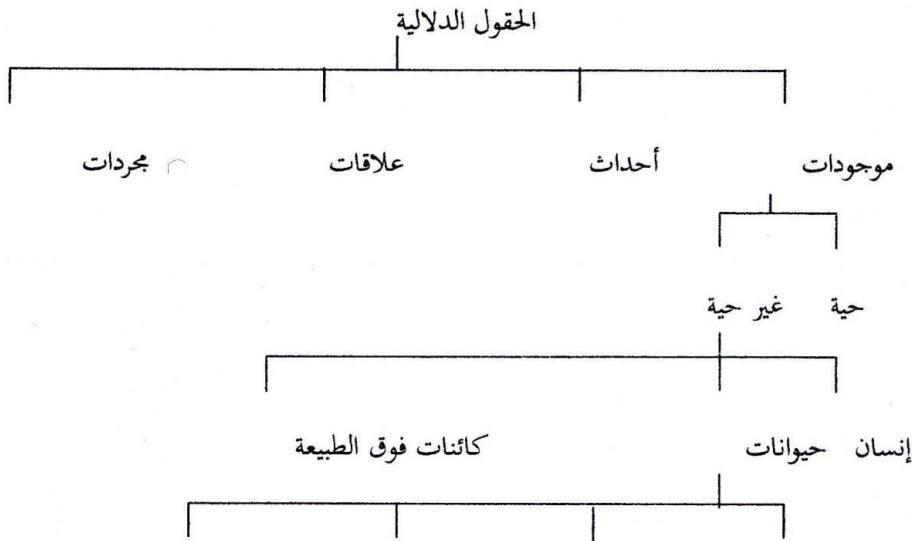 الحقول الدلالية
موجودات أحداث علاقات مجردات
حية غير حية
إنسان حيوانات كائنات فوق الطبيعة